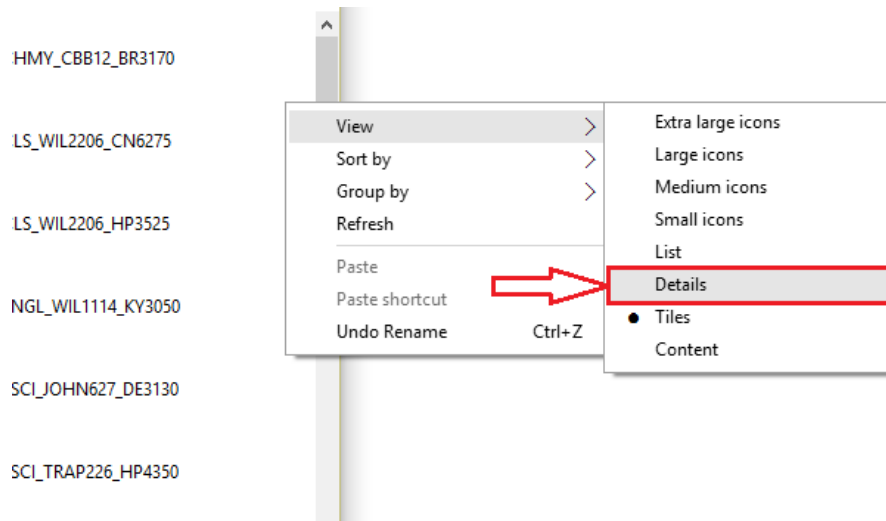 HMY_CBB12_BR3170
LS_WIL2206_CN6275
LS_WIL2206_HP3525
NGL_WIL1114_KY3050
SCI_JOHN627_DE3130
SCI_TRAP226_HP4350
View
Sort by
Group by
Refresh
Paste
Paste shortcut
Undo Rename Ctrl+Z
Extra large icons
Large icons
Medium icons
Small icons
List
Details
Tiles
Content